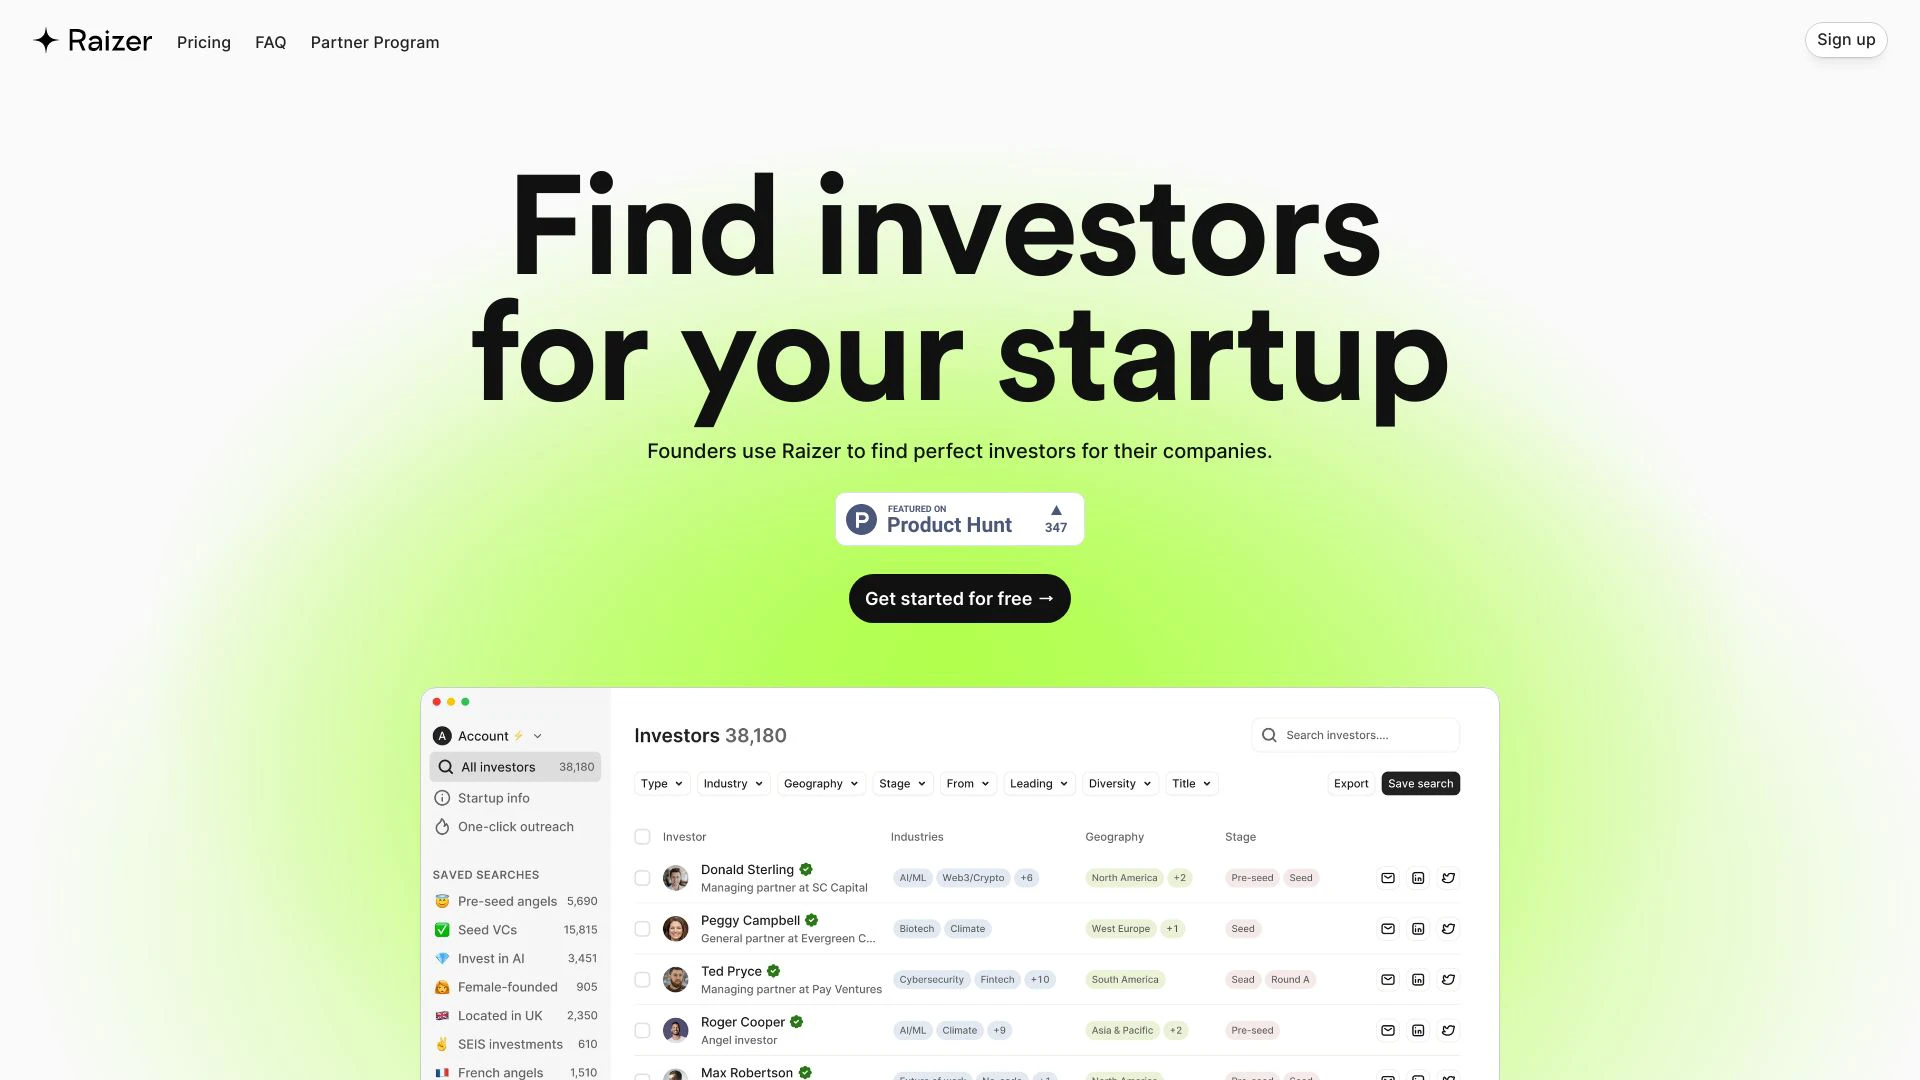 Raizer Pricing FAQ Partner Program Sign up
Find investors
for your startup
Founders use Raizer to find perfect investors for their companies.
P FEATURED ON
Product Hunt
▲ 347
Get started for free →
A Account ⚡
All investors 38,180
Startup info
One-click outreach
SAVED SEARCHES
😇 Pre-seed angels 5,690
✅ Seed VCs 15,815
💎 Invest in AI 3,451
👩‍🦰 Female-founded 905
🇬🇧 Located in UK 2,350
✌️ SEIS investments 610
🇫🇷 French angels 1,510
Investors 38,180
Search investors....
Type Industry Geography Stage From Leading Diversity Title Export Save search
Investor Industries Geography Stage
Donald Sterling
Managing partner at SC Capital
AI/ML Web3/Crypto +6 North America +2 Pre-seed Seed
Peggy Campbell
General partner at Evergreen C...
Biotech Climate West Europe +1 Seed
Ted Pryce
Managing partner at Pay Ventures
Cybersecurity Fintech +10 South America Sead Round A
Roger Cooper
Angel investor
AI/ML Climate +9 Asia & Pacific +2 Pre-seed
Max Robertson